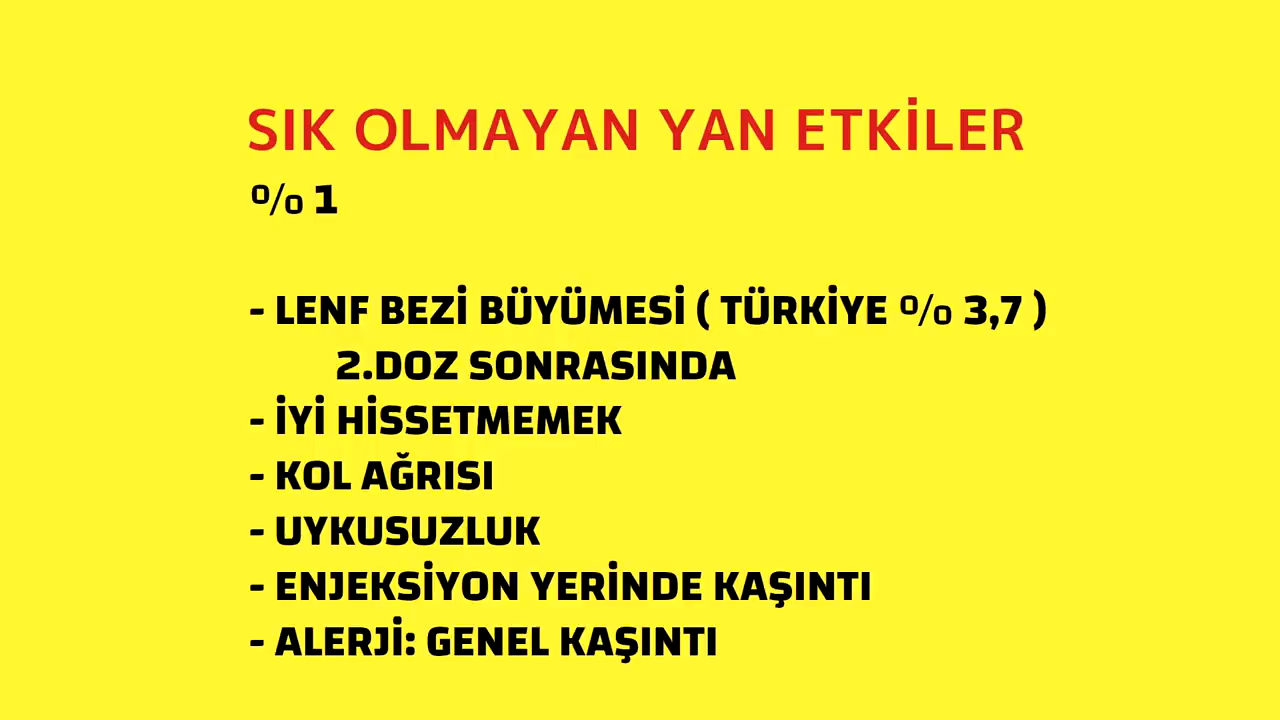 SIK OLMAYAN YAN ETKİLER
% 1
- LENF BEZİ BÜYÜMESİ ( TÜRKİYE % 3,7 )
2.DOZ SONRASINDA
- İYİ HİSSETMEMEK
- KOL AĞRISI
- UYKUSUZLUK
- ENJEKSİYON YERİNDE KAŞINTI
- ALERJİ: GENEL KAŞINTI